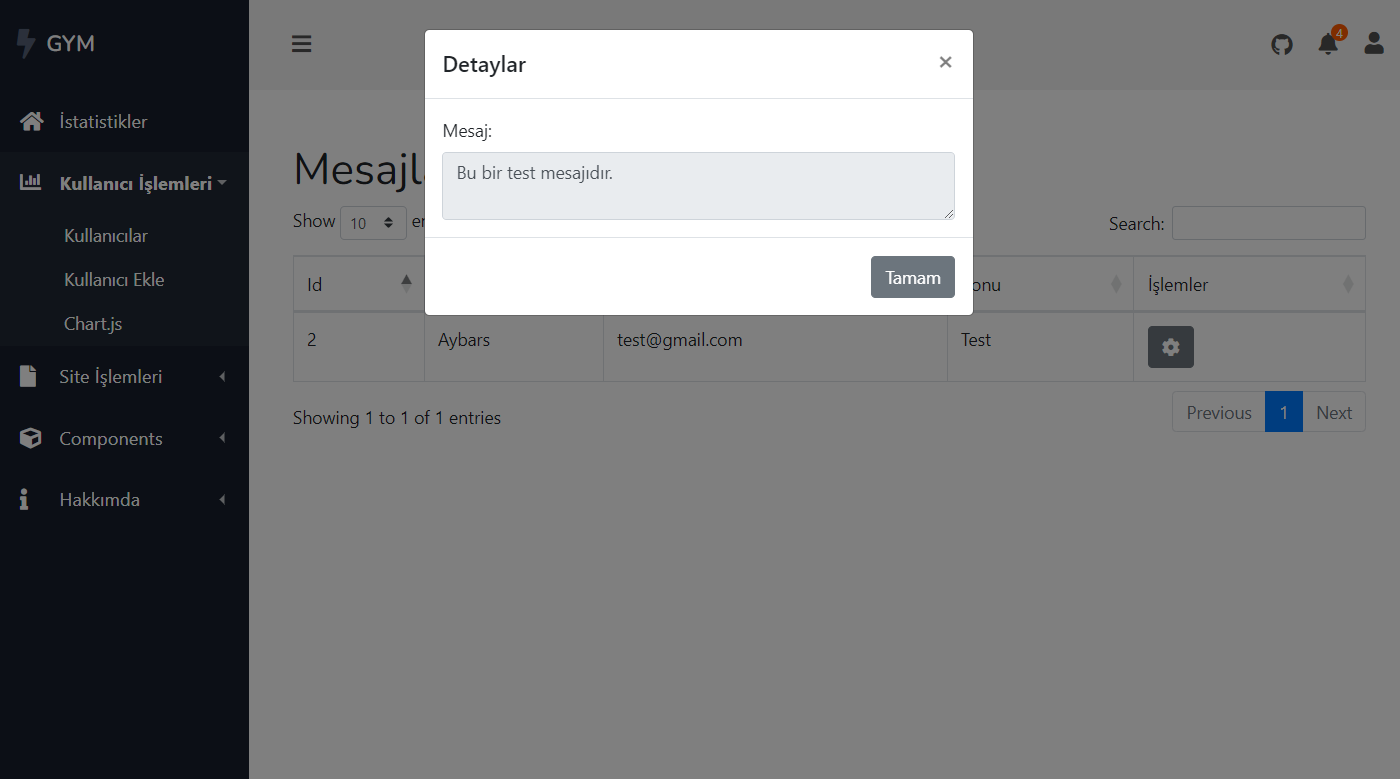 GYM
İstatistikler
Kullanıcı İşlemleri
Kullanıcılar
Kullanıcı Ekle
Chart.js
Site İşlemleri
Components
Hakkımda
4
Detaylar
×
Mesaj:
Bu bir test mesajıdır.
Tamam
Show 10
Search:
Id
İşlemler
2 Aybars test@gmail.com Test
Showing 1 to 1 of 1 entries
Previous 1 Next